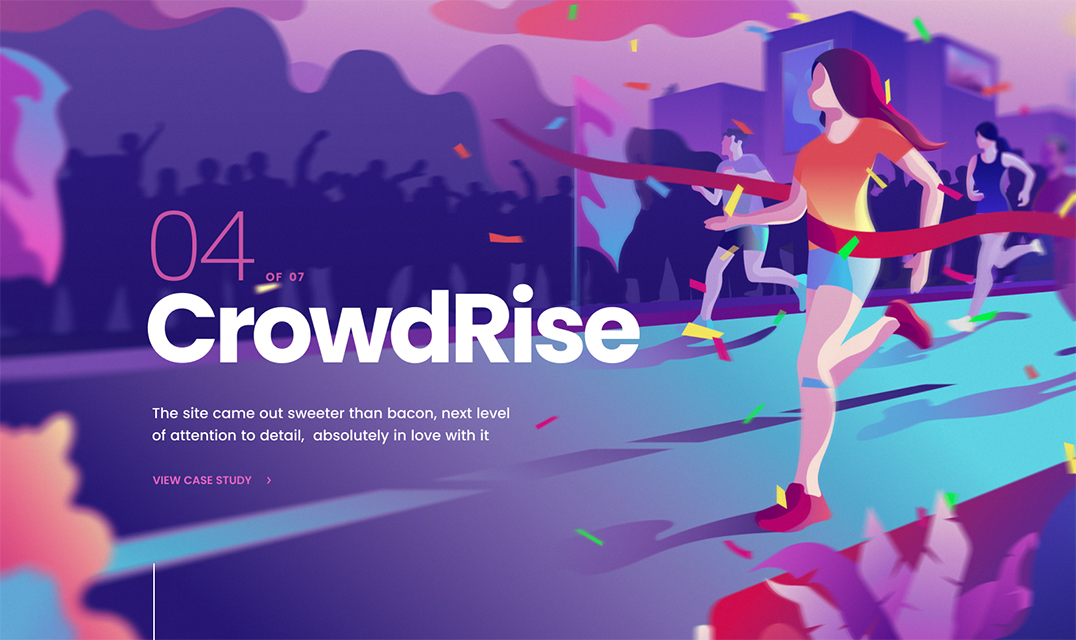 04 OF 07
CrowdRise
The site came out sweeter than bacon, next level
of attention to detail,  absolutely in love with it
VIEW CASE STUDY >